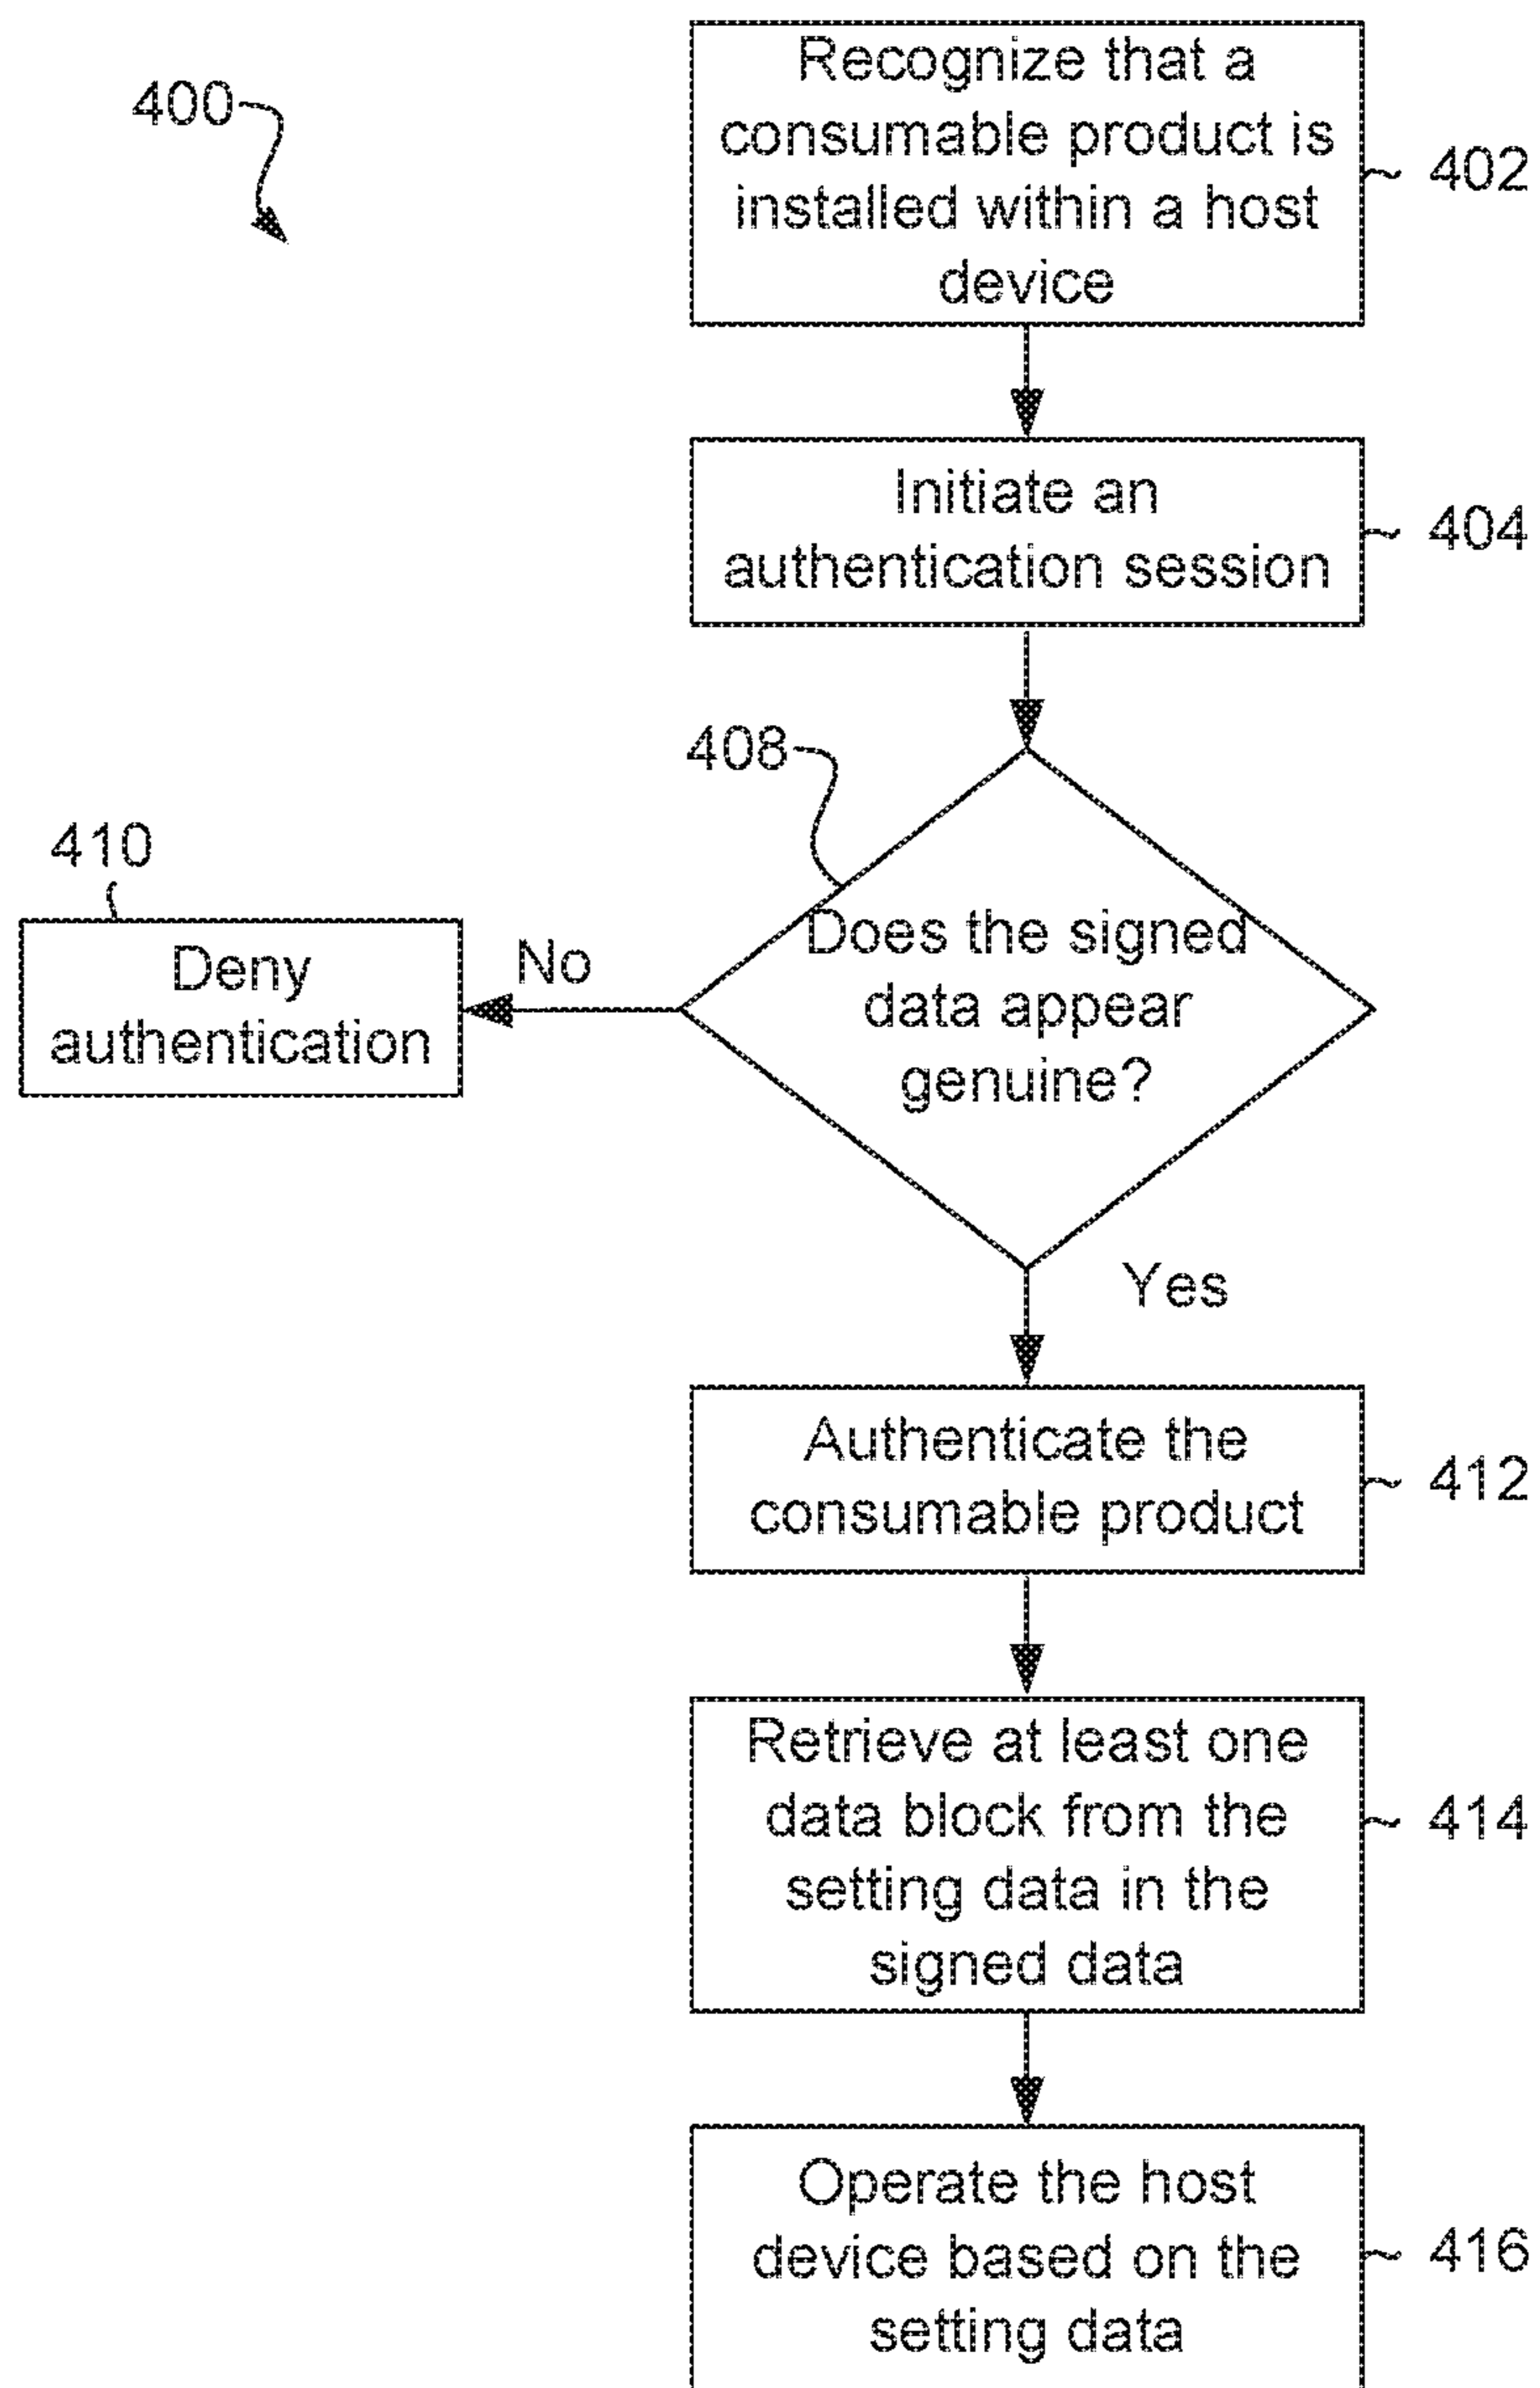 400
Recognize that a
consumable product is
installed within a host
device
402
Initiate an
authentication session
404
408
Does the signed
data appear
genuine?
410
Deny
authentication
No
Yes
Authenticate the
consumable product
412
Retrieve at least one
data block from the
setting data in the
signed data
414
Operate the host
device based on the
setting data
416